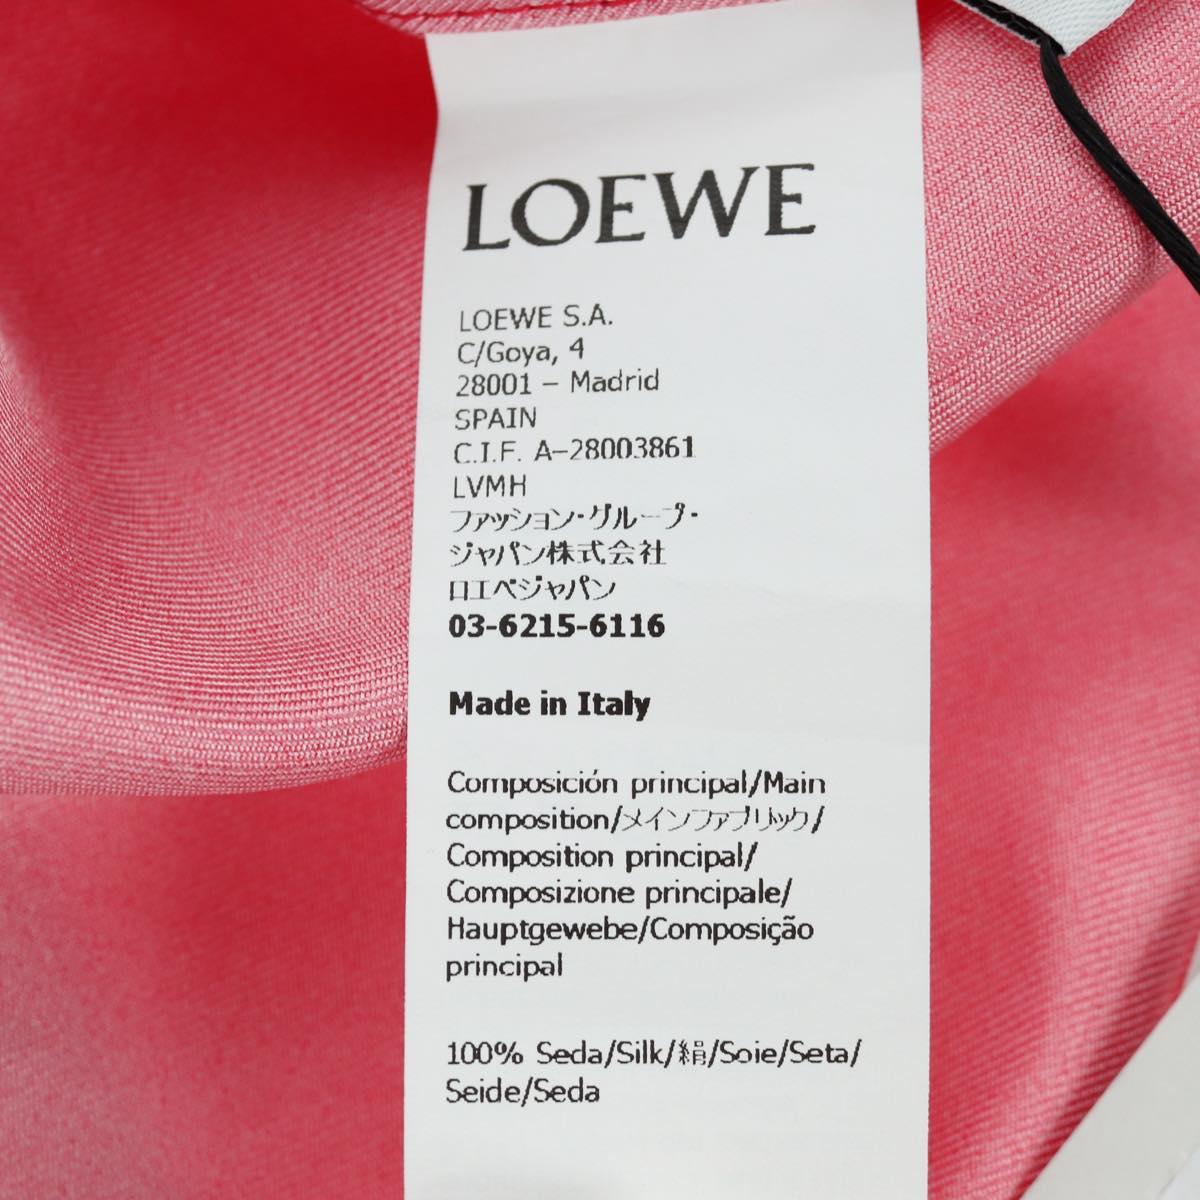 LOEWE
LOEWE S.A.
C/Goya, 4
28001 – Madrid
SPAIN
C.I.F. A-28003861
LVMH
ファッション・グループ・
ジャパン株式会社
ロエベジャパン
03-6215-6116
Made in Italy
Composición principal/Main
composition/メインファブリック/
Composition principal/
Composizione principale/
Hauptgewebe/Composição
principal
100% Seda/Silk/絹/Soie/Seta/
Seide/Seda